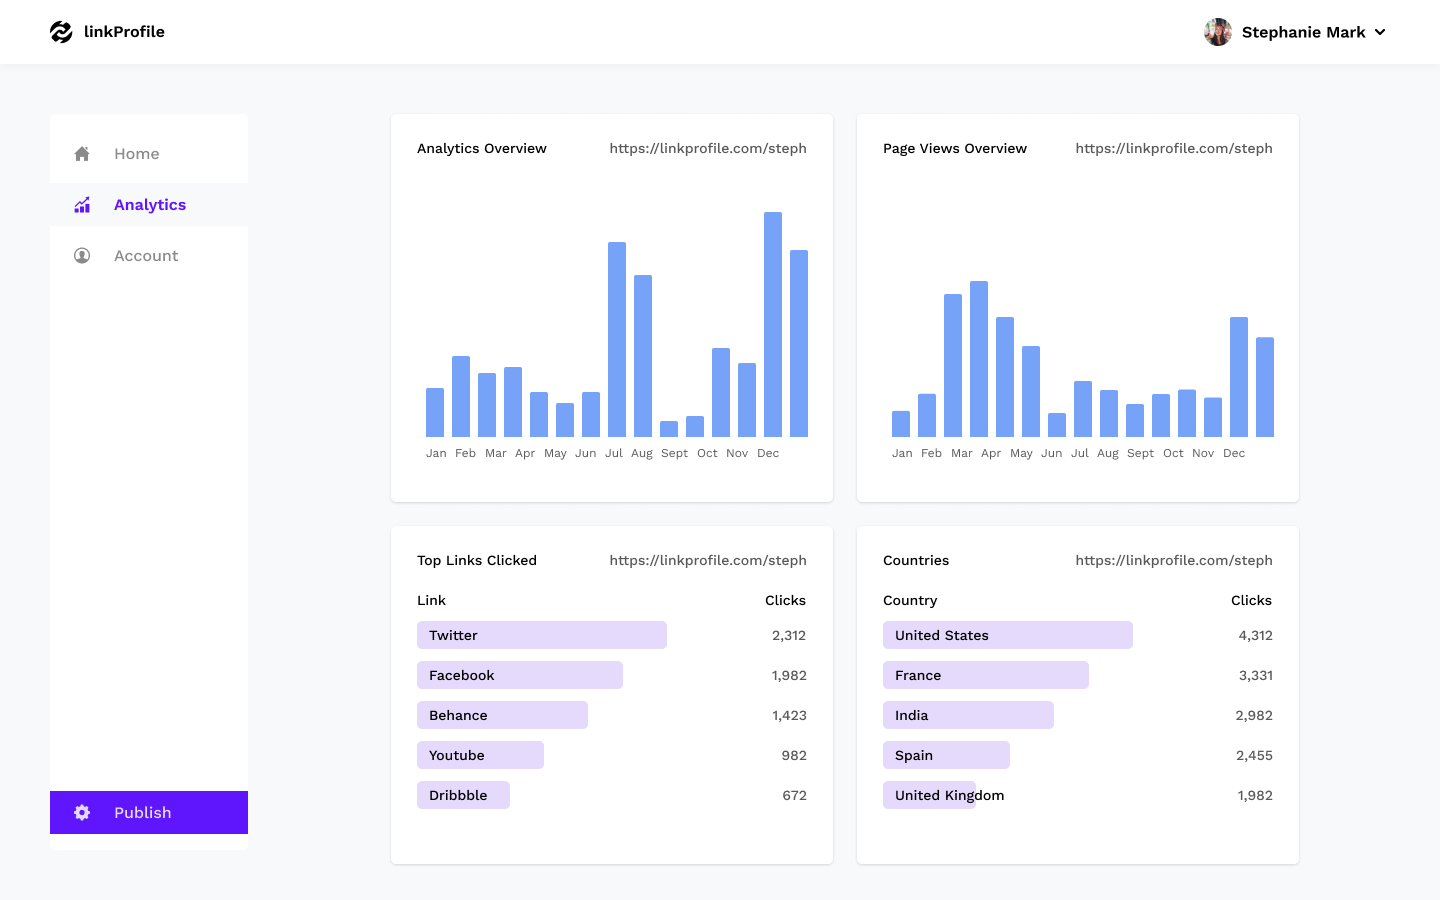 linkProfile
Stephanie Mark
Home
Analytics
Account
Publish
Analytics Overview https://linkprofile.com/steph
Jan Feb Mar Apr May Jun Jul Aug Sept Oct Nov Dec
Page Views Overview https://linkprofile.com/steph
Jan Feb Mar Apr May Jun Jul Aug Sept Oct Nov Dec
Top Links Clicked https://linkprofile.com/steph
Link Clicks
Twitter 2,312
Facebook 1,982
Behance 1,423
Youtube 982
Dribbble 672
Countries https://linkprofile.com/steph
Country Clicks
United States 4,312
France 3,331
India 2,982
Spain 2,455
United Kingdom 1,982